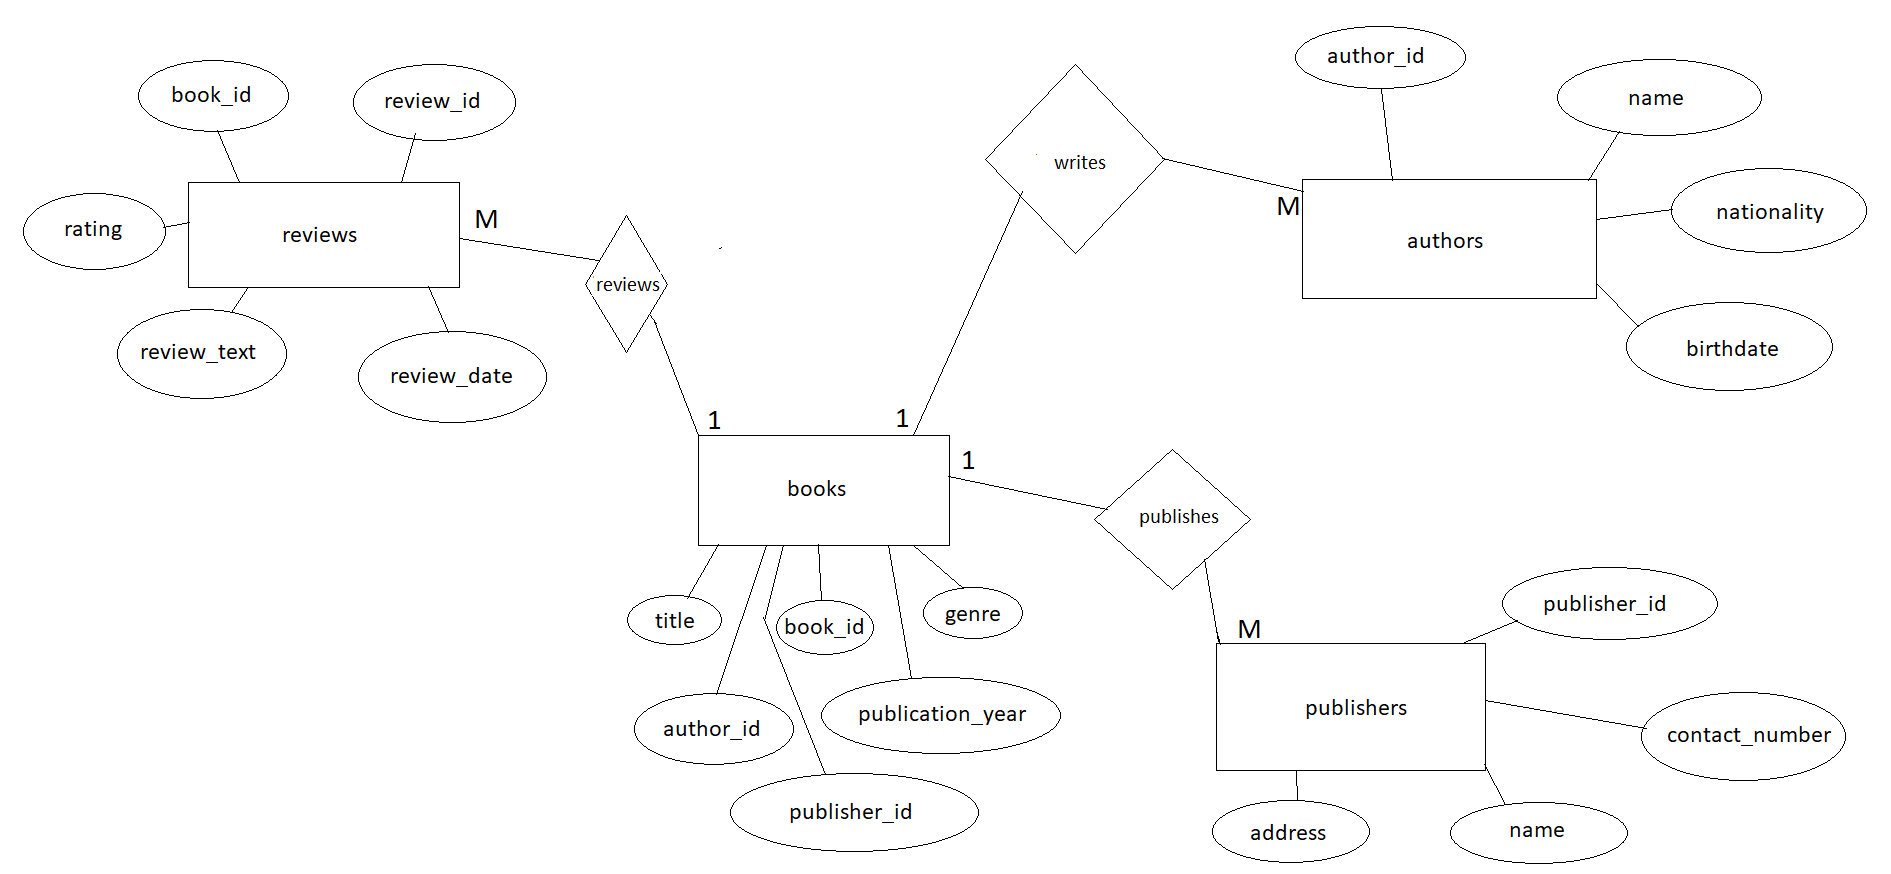 author_id
book_id
review_id
name
writes
rating
reviews
M
M
nationality
authors
reviews
review_text
review_date
birthdate
1
1
1
books
publishes
title
book_id
genre
publisher_id
M
author_id
publication_year
publishers
contact_number
publisher_id
address
name